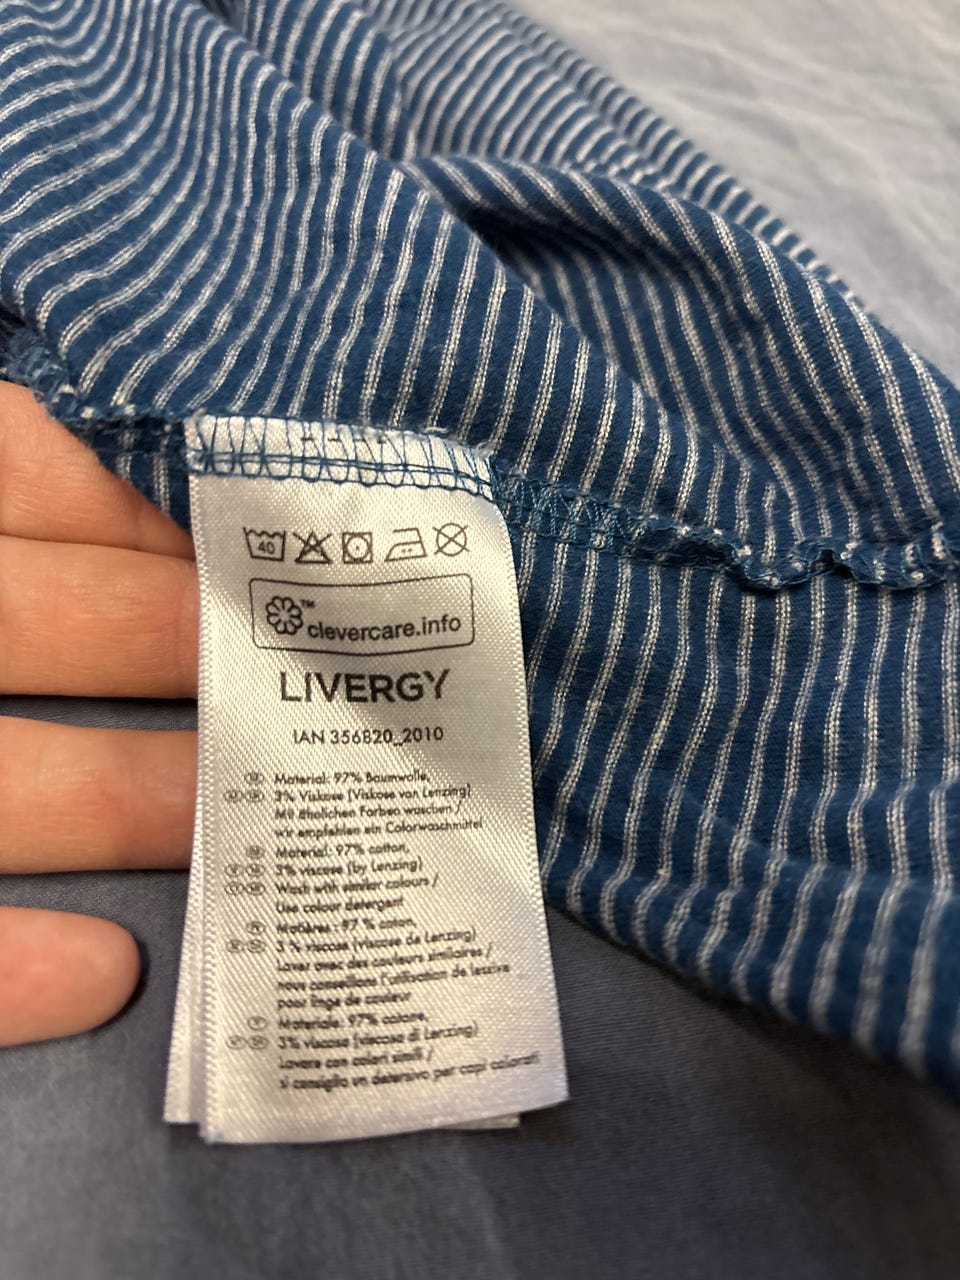 40
™
clevercare.info
LIVERGY
IAN 356820_2010
Material: 97% Baumwolle,
3% Viskose (Viskose von Lenzing)
Mit ähnlichen Farben waschen /
wir empfehlen ein Colorwaschmittel
Material: 97% cotton,
3% viscose (by Lenzing)
Wash with similar colours /
Use colour detergent
Matières: 97 % coton,
3 % viscose (viscose de Lenzing)
Laver avec des couleurs similaires /
nous conseillons l'utilisation de lessive
pour linge de couleur
Materiale: 97% cotone,
3% viscosa (viscosa di Lenzing)
Lavare con colori simili /
si consiglia un detersivo per capi colorati